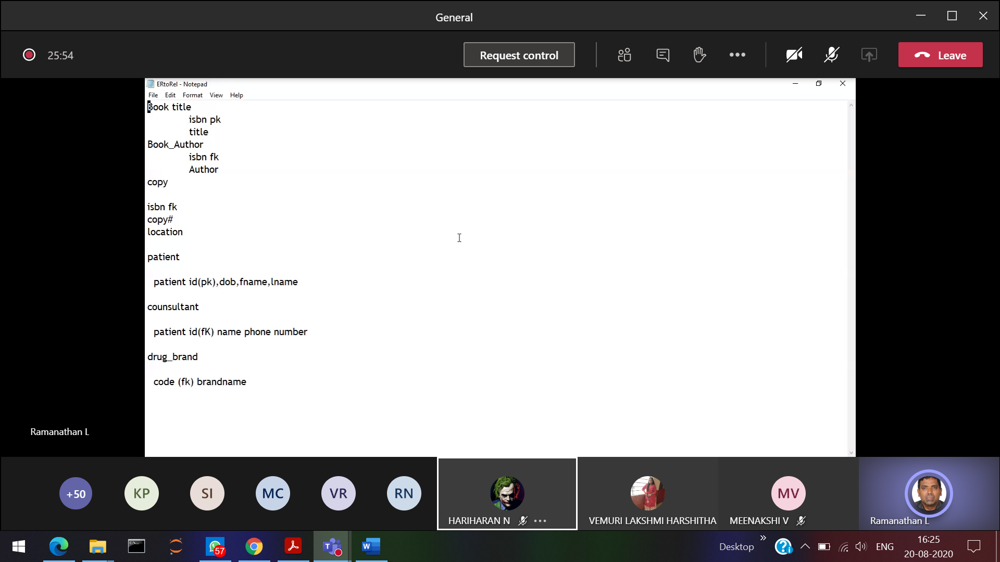 General
25:54
Request control
Leave
ERtoRel - Notepad
File Edit Format View Help
Book title
isbn pk
title
Book_Author
isbn fk
Author
copy
isbn fk
copy#
location
patient
patient id(pk),dob,fname,lname
counsultant
patient id(fK) name phone number
drug_brand
code (fk) brandname
Ramanathan L
+50
KP
SI
MC
VR
RN
HARIHARAN N
VEMURI LAKSHMI HARSHITHA
MV
MEENAKSHI V
Ramanathan L
57
Desktop
ENG
16:25
20-08-2020